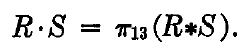 R·S = π₁₃(R*S).